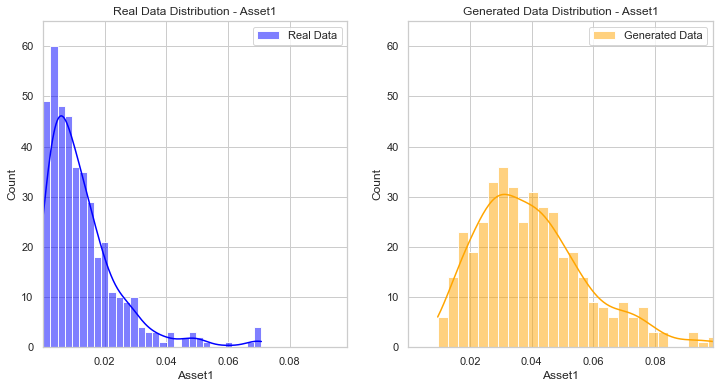 Real Data Distribution - Asset1
Real Data
60
50
40
30
20
10
0
Count
0.02 0.04 0.06 0.08
Asset1
Generated Data Distribution - Asset1
Generated Data
60
50
40
30
20
10
0
Count
0.02 0.04 0.06 0.08
Asset1